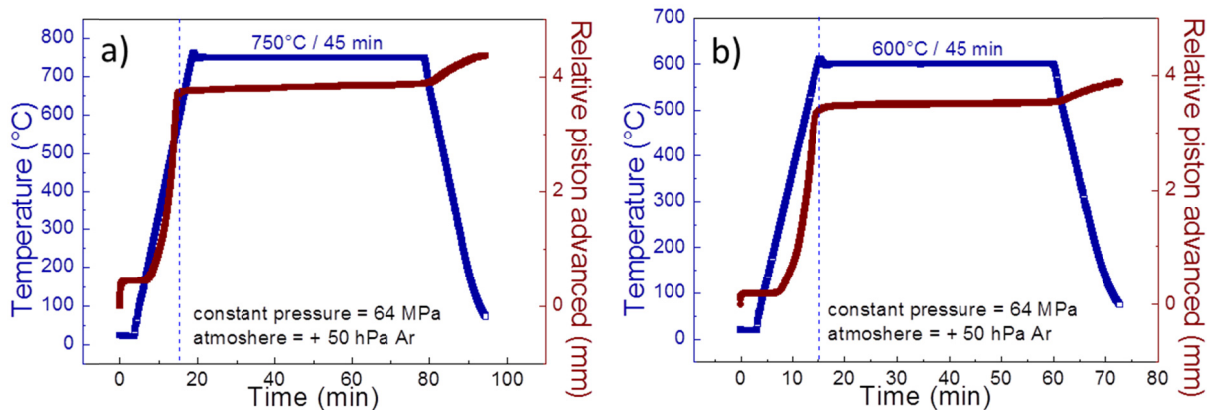 a)
750°C / 45 min
constant pressure = 64 MPa
atmoshere = + 50 hPa Ar
Temperature (°C)
800
700
600
500
400
300
200
100
0
Relative piston advanced (mm)
4
2
0
0
20
40
60
80
100
Time (min)
b)
600°C / 45 min
constant pressure = 64 MPa
atmoshere = + 50 hPa Ar
Temperature (°C)
700
600
500
400
300
200
100
0
Relative piston advanced (mm)
4
2
0
0
10
20
30
40
50
60
70
80
Time (min)